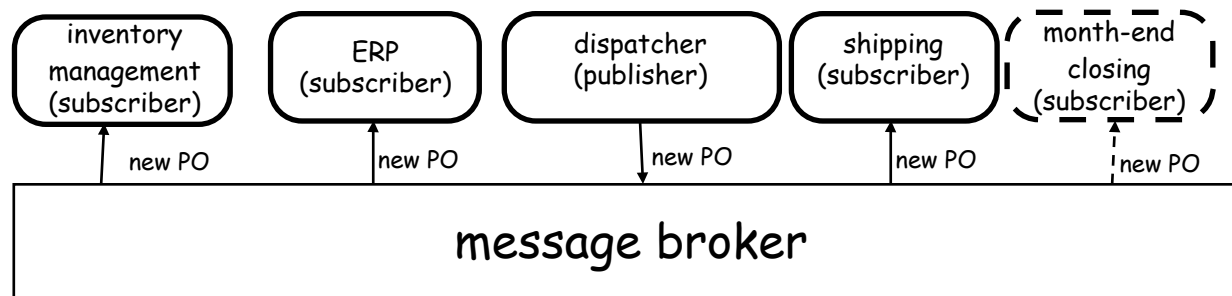 inventory
management
(subscriber)
ERP
(subscriber)
dispatcher
(publisher)
shipping
(subscriber)
month-end
closing
(subscriber)
new PO
new PO
new PO
new PO
new PO
message broker